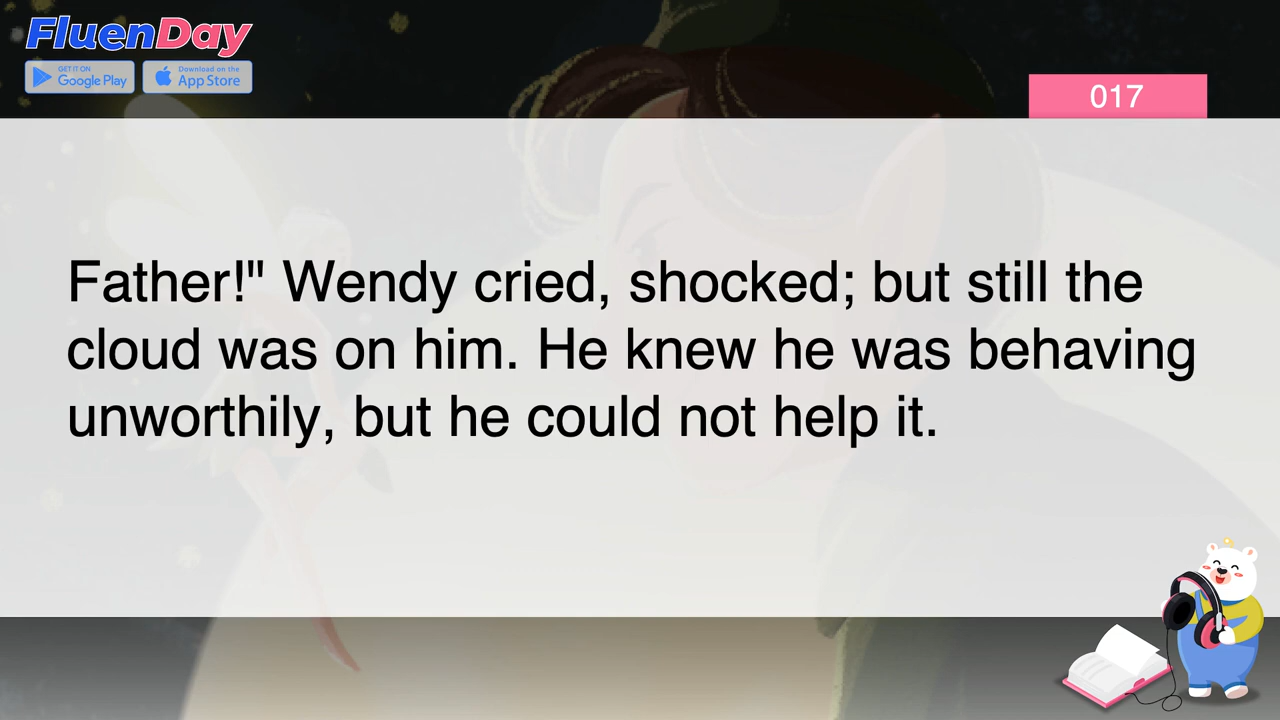 FluenDay
GET IT ON
Google Play
Download on the
App Store
017
Father!" Wendy cried, shocked; but still the
cloud was on him. He knew he was behaving
unworthily, but he could not help it.